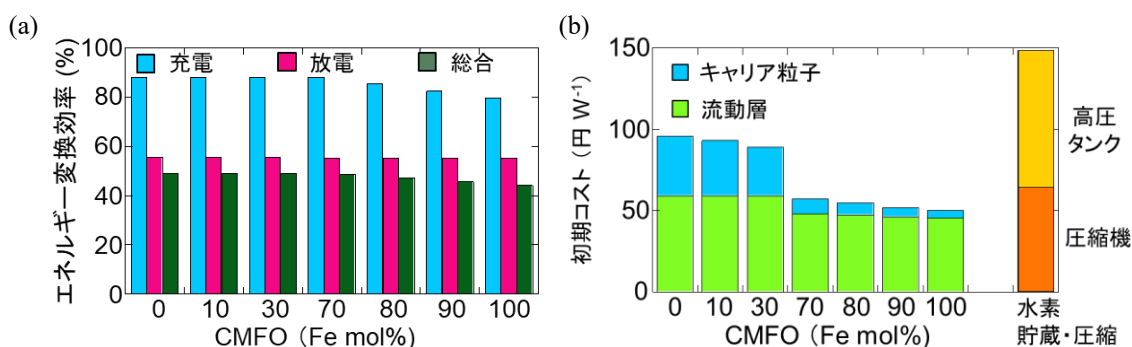 (a)
エネルギー変換効率 (%)
100
80
60
40
20
0
充電 放電 総合
0 10 30 70 80 90 100
CMFO（Fe mol%）
(b)
初期コスト（円 W-1）
150
100
50
0
キャリア粒子
流動層
高圧
タンク
圧縮機
0 10 30 70 80 90 100
CMFO（Fe mol%）
水素
貯蔵・圧縮